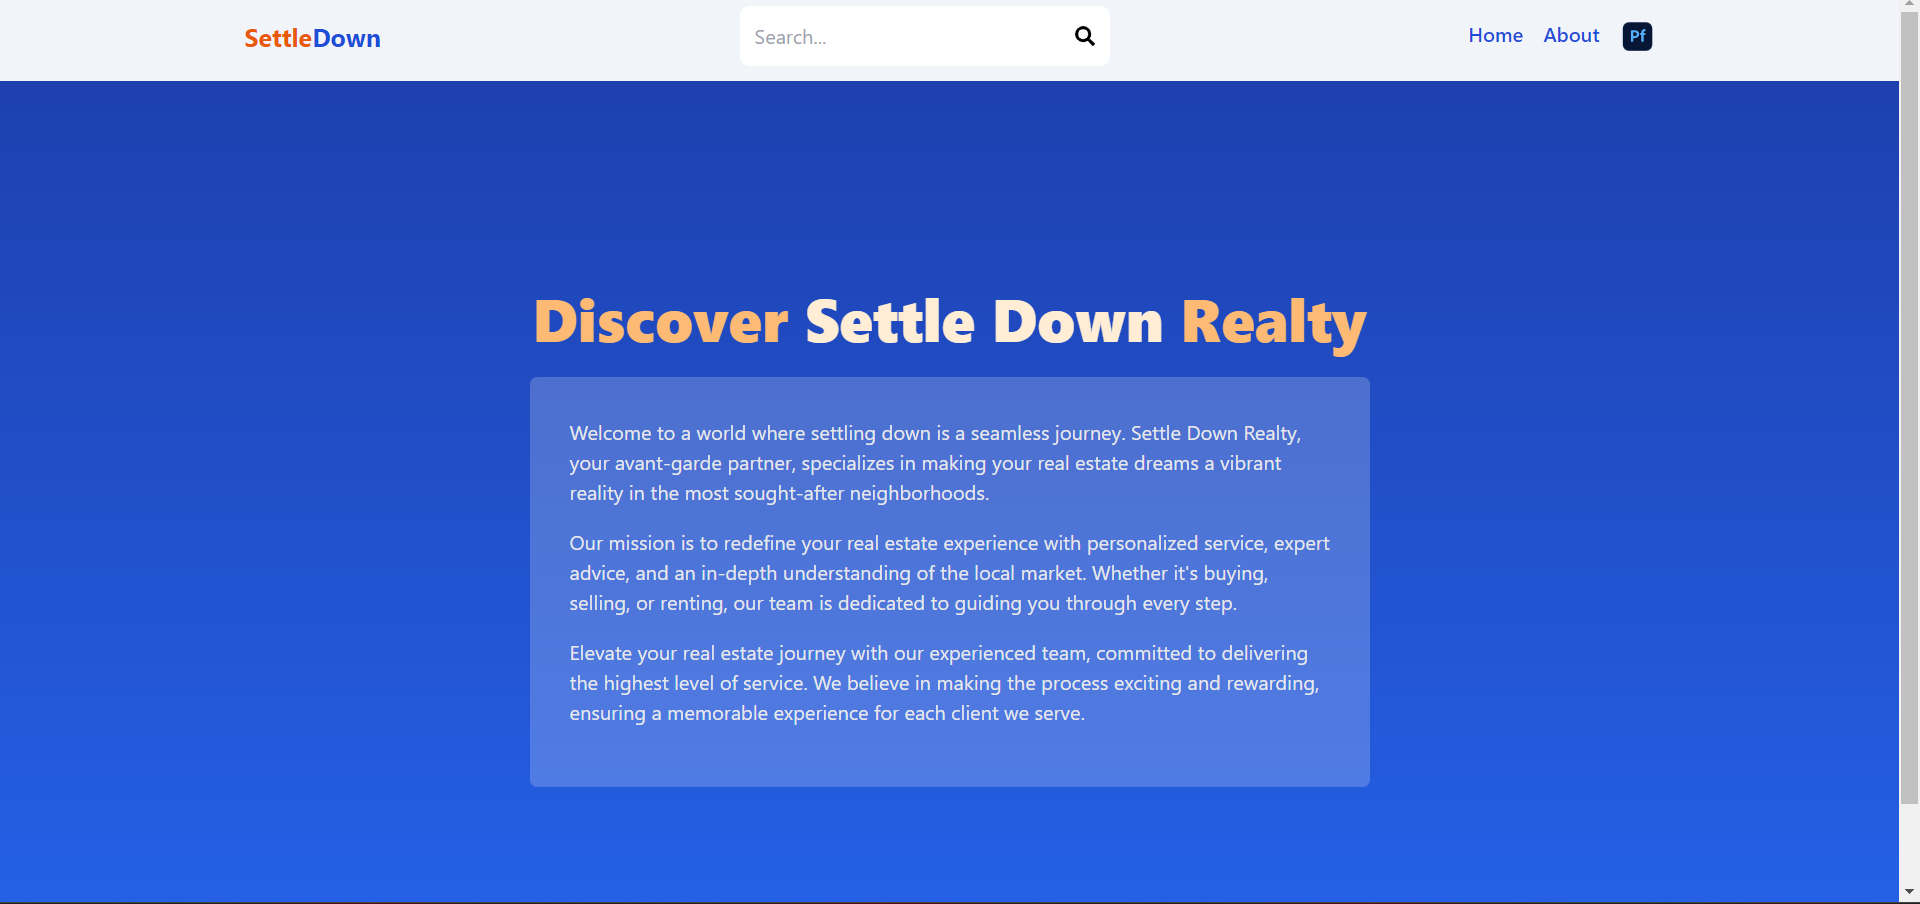 SettleDown
Search...
Home
About
Pf
Discover Settle Down Realty
Welcome to a world where settling down is a seamless journey. Settle Down Realty,
your avant-garde partner, specializes in making your real estate dreams a vibrant
reality in the most sought-after neighborhoods.
Our mission is to redefine your real estate experience with personalized service, expert
advice, and an in-depth understanding of the local market. Whether it's buying,
selling, or renting, our team is dedicated to guiding you through every step.
Elevate your real estate journey with our experienced team, committed to delivering
the highest level of service. We believe in making the process exciting and rewarding,
ensuring a memorable experience for each client we serve.